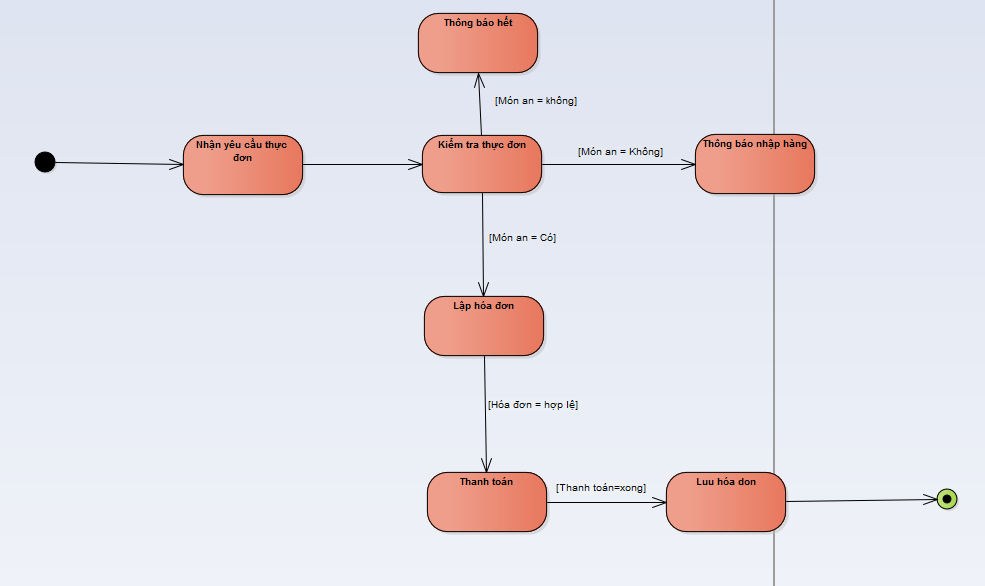 Thông báo hết
[Món an = không]
Nhận yêu cầu thực
đơn
Kiểm tra thực đơn
[Món an = Không]
Thông báo nhập hàng
[Món an = Có]
Lập hóa đơn
[Hóa đơn = hợp lệ]
Thanh toán
[Thanh toán=xong]
Luu hóa don